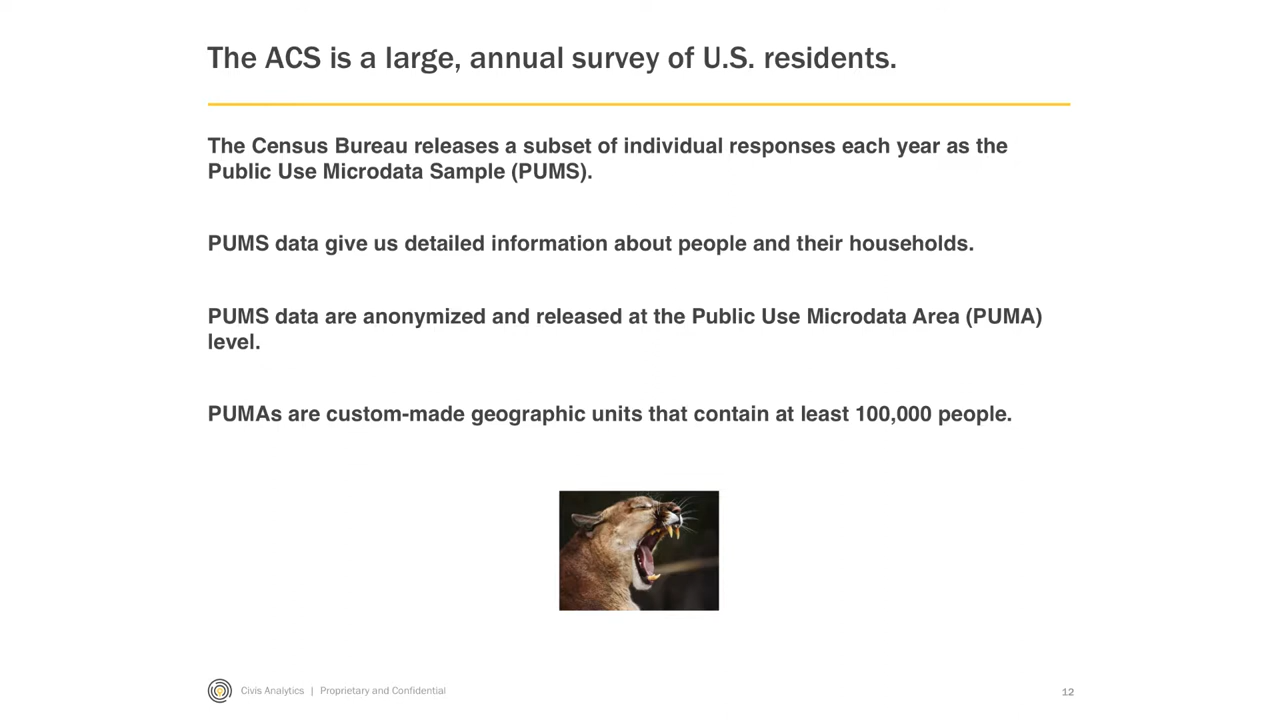 The ACS is a large, annual survey of U.S. residents.
The Census Bureau releases a subset of individual responses each year as the
Public Use Microdata Sample (PUMS).
PUMS data give us detailed information about people and their households.
PUMS data are anonymized and released at the Public Use Microdata Area (PUMA)
level.
PUMAs are custom-made geographic units that contain at least 100,000 people.
Civis Analytics | Proprietary and Confidential
12